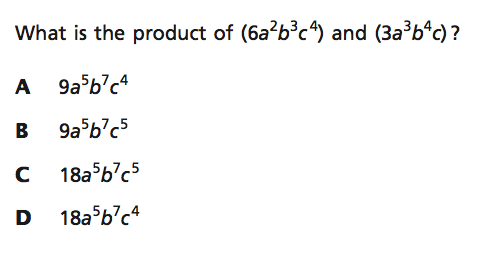 What is the product of (6a²b³c⁴) and (3a³b⁴c)?
A 9a⁵b⁷c⁴
B 9a⁵b⁷c⁵
C 18a⁵b⁷c⁵
D 18a⁵b⁷c⁴